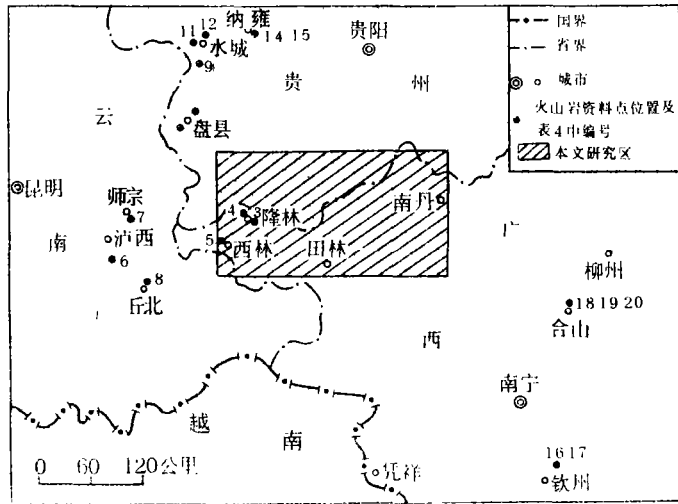 国界
省界
城市
火山岩资料点位置及
表4中编号
本文研究区
纳雍
12
11
水城
14 15
贵阳
9
贵 州
云
盘县
昆明
师宗
7
4
3
隆林
南丹
广
南
泸西
5
西林
田林
6
柳州
8
丘北
18 19 20
合山
西
南宁
越
南
0 60 120公里
凭祥
16 17
钦州